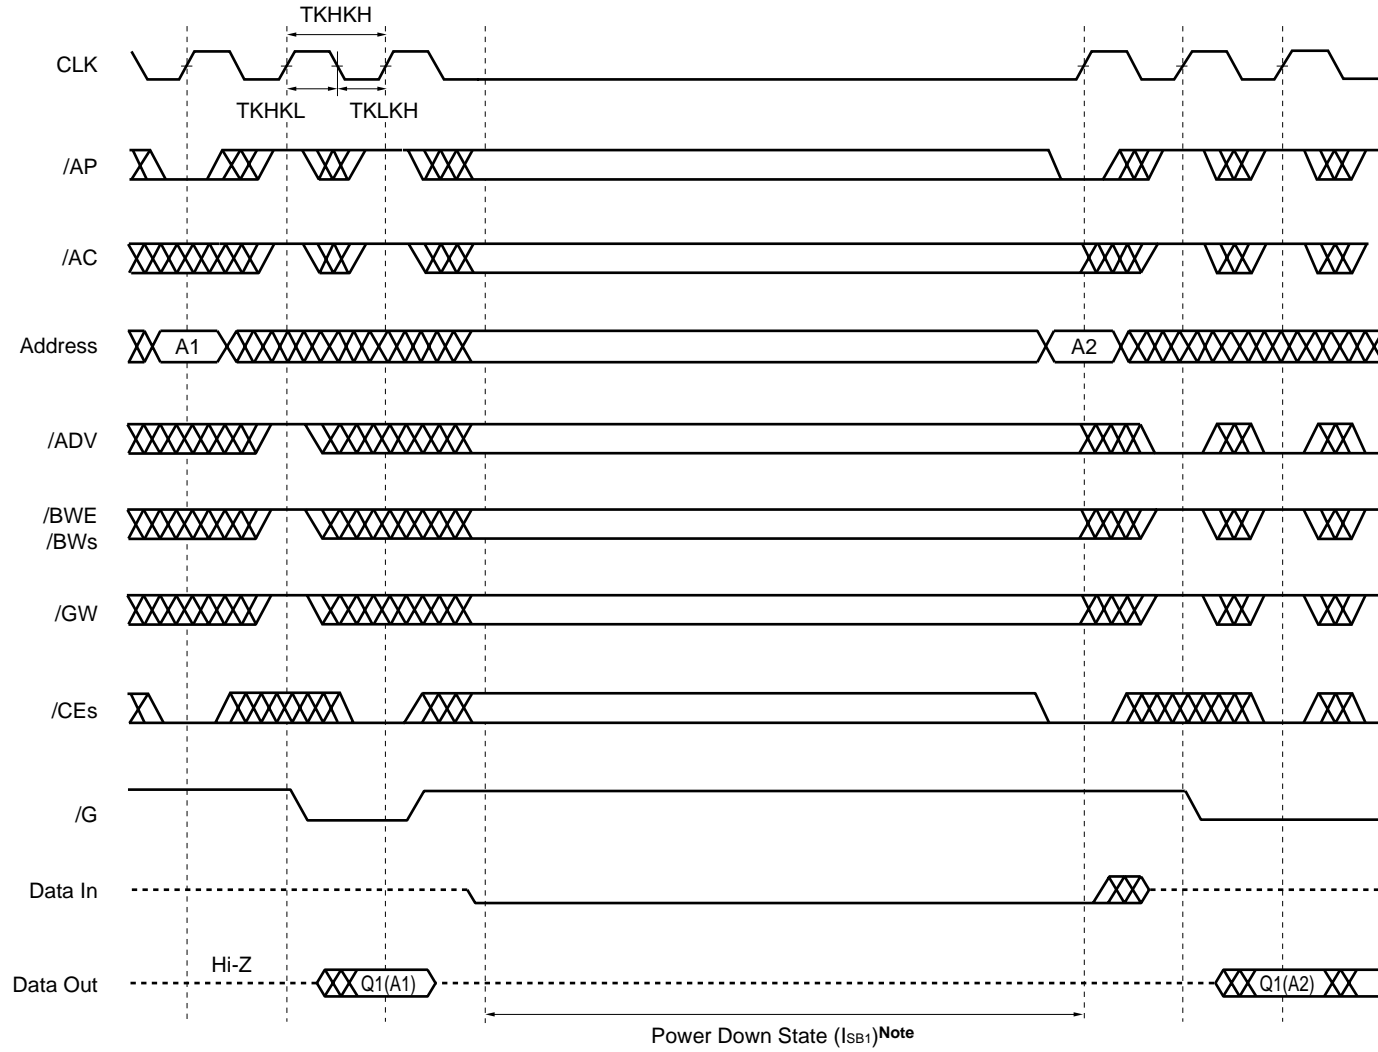 TKHKH
CLK
TKHKL TKLKH
/AP
/AC
Address A1 A2
/ADV
/BWE
/BWs
/GW
/CEs
/G
Data In
Hi-Z
Data Out Q1(A1) Q1(A2)
Power Down State (ISB1)Note